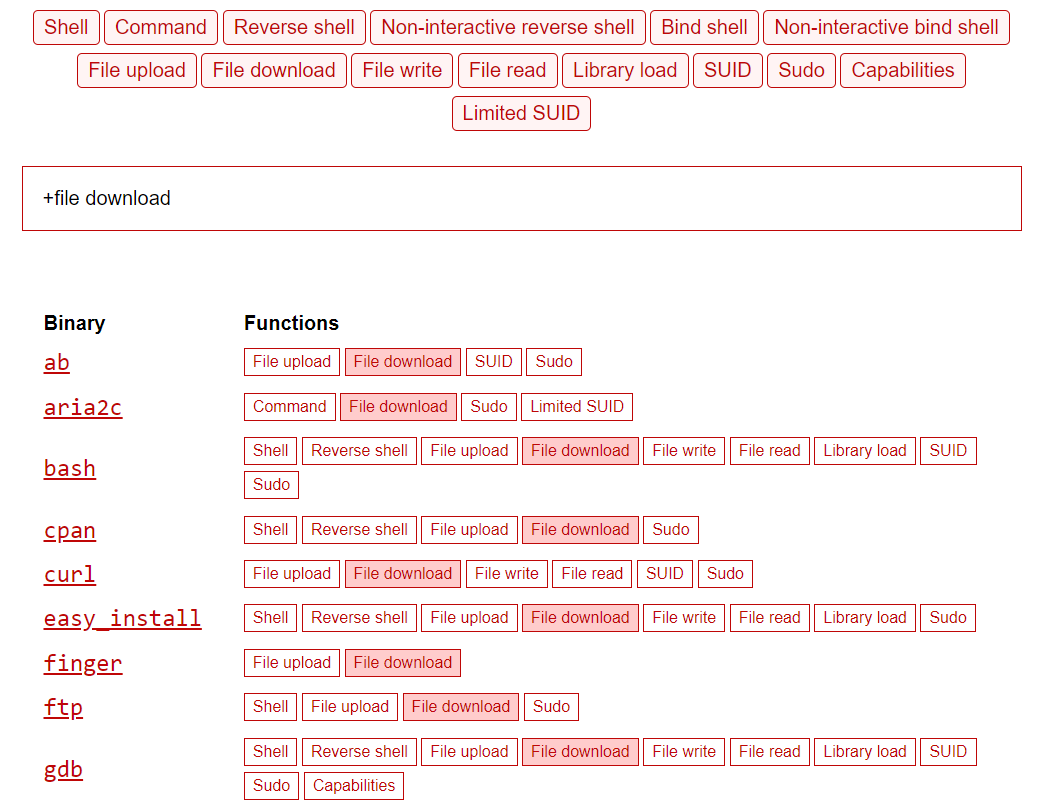 Shell Command Reverse shell Non-interactive reverse shell Bind shell Non-interactive bind shell
File upload File download File write File read Library load SUID Sudo Capabilities
Limited SUID
+file download
Binary Functions
ab File upload File download SUID Sudo
aria2c Command File download Sudo Limited SUID
bash Shell Reverse shell File upload File download File write File read Library load SUID
Sudo
cpan Shell Reverse shell File upload File download Sudo
curl File upload File download File write File read SUID Sudo
easy_install Shell Reverse shell File upload File download File write File read Library load Sudo
finger File upload File download
ftp Shell File upload File download Sudo
gdb Shell Reverse shell File upload File download File write File read Library load SUID
Sudo Capabilities